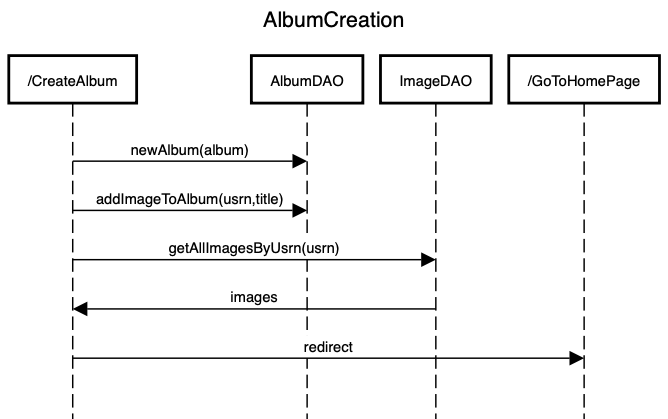 AlbumCreation
/CreateAlbum
AlbumDAO
ImageDAO
/GoToHomePage
newAlbum(album)
addImageToAlbum(usrn,title)
getAllImagesByUsrn(usrn)
images
redirect